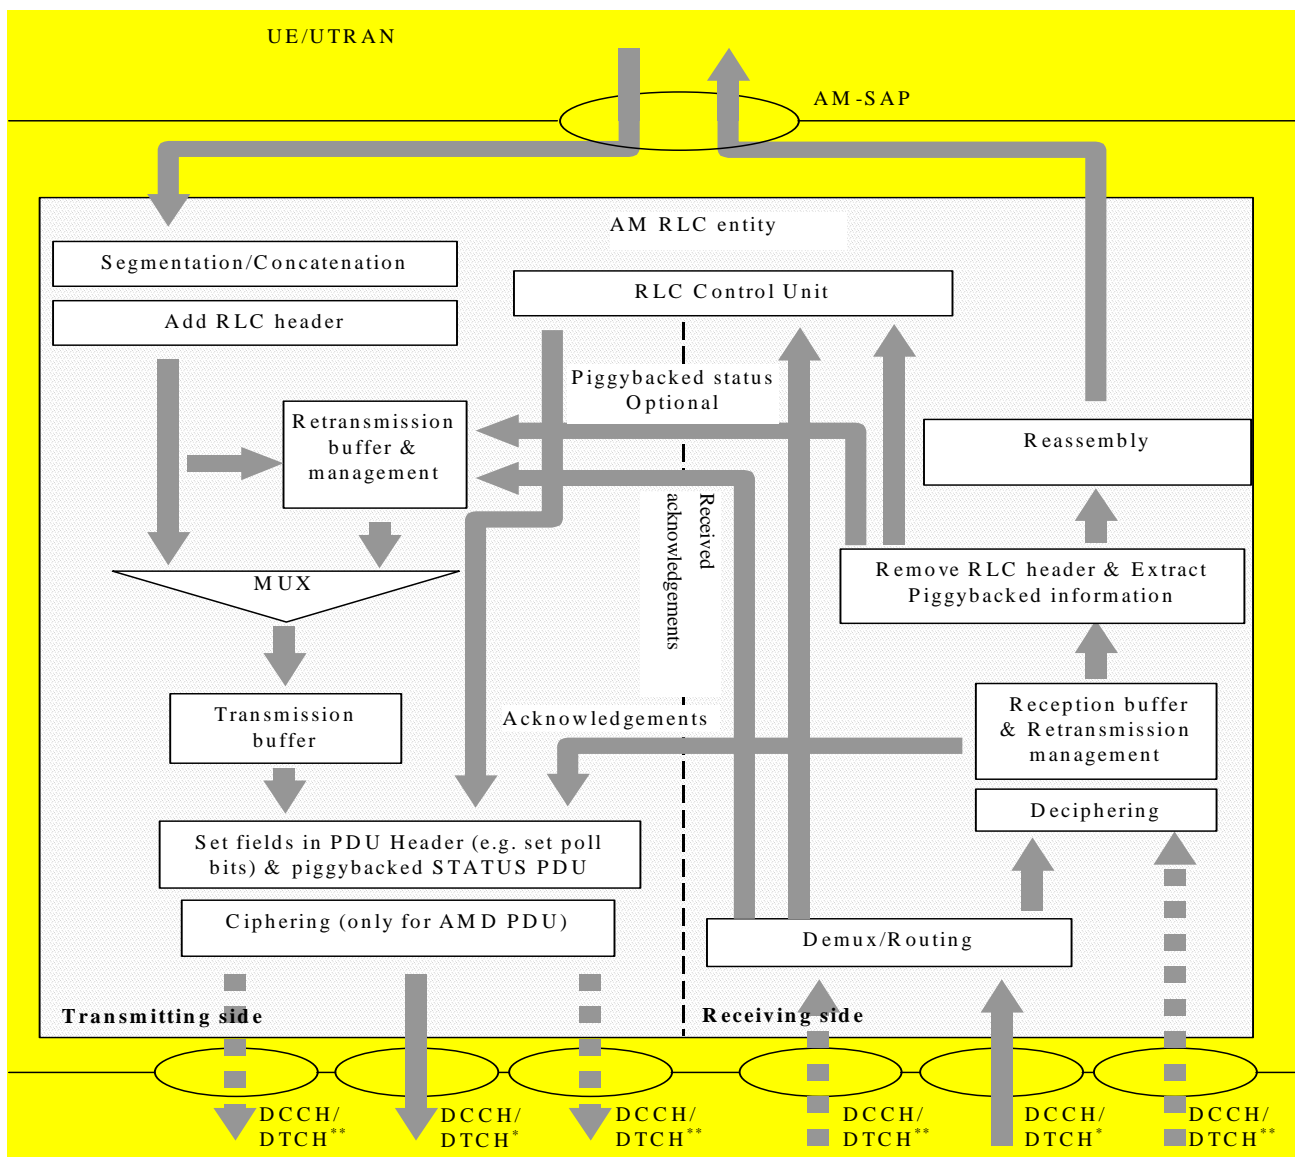 UE/UTRAN
AM-SAP
AM RLC entity
Segmentation/Concatenation
RLC Control Unit
Add RLC header
Piggybacked status
Optional
Retransmission
buffer &
management
Reassembly
Received
acknowledgements
MUX
Remove RLC header & Extract
Piggybacked information
Transmission
buffer
Acknowledgements
Reception buffer
& Retransmission
management
Deciphering
Set fields in PDU Header (e.g. set poll
bits) & piggybacked STATUS PDU
Ciphering (only for AMD PDU)
Demux/Routing
Transmitting side
Receiving side
DCCH/
DTCH**
DCCH/
DTCH*
DCCH/
DTCH**
DCCH/
DTCH**
DCCH/
DTCH*
DCCH/
DTCH**